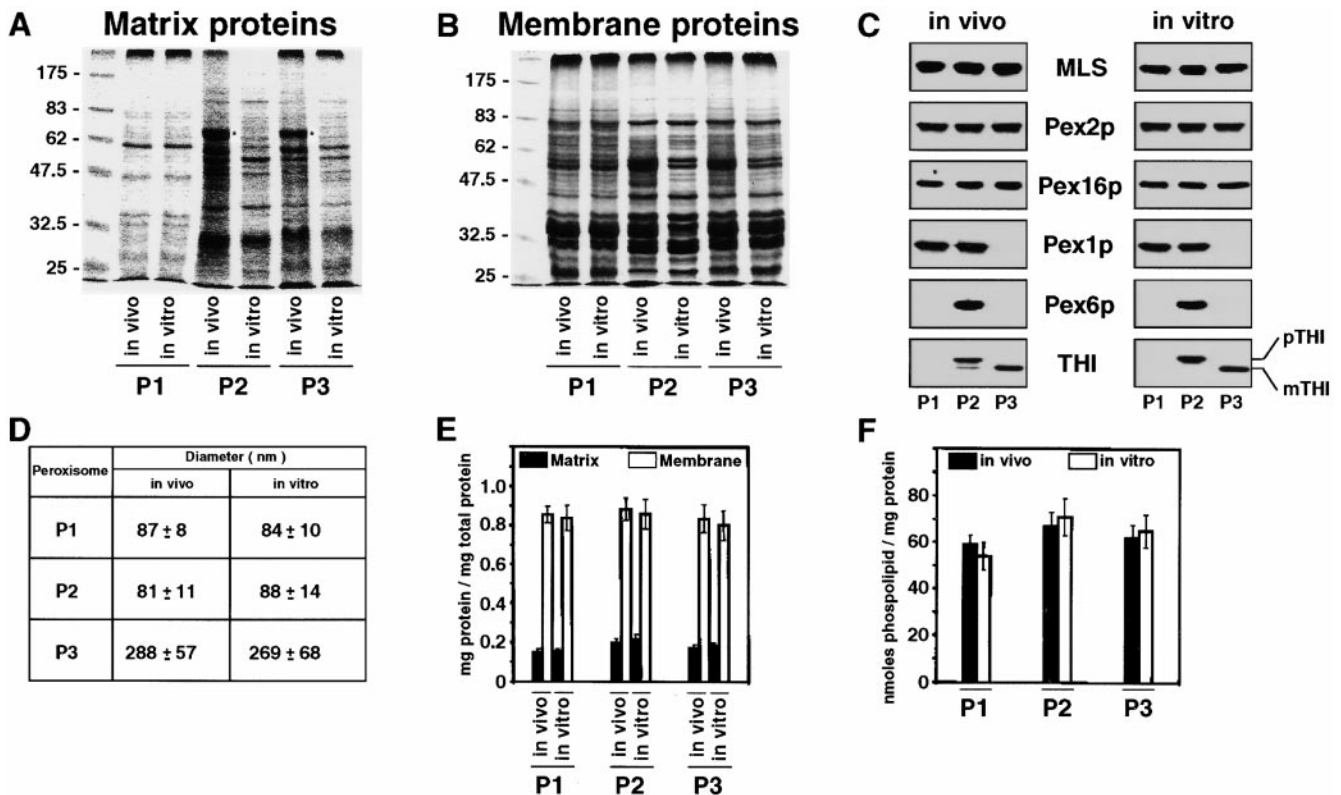 A Matrix proteins
175 -
83 -
62 -
47.5 -
32.5 -
25 -
in vivo
in vitro
in vivo
in vitro
in vivo
in vitro
P1 P2 P3
B Membrane proteins
175 -
83 -
62 -
47.5 -
32.5 -
25 -
in vivo
in vitro
in vivo
in vitro
in vivo
in vitro
P1 P2 P3
C in vivo in vitro
MLS
Pex2p
Pex16p
Pex1p
Pex6p
THI
pTHI
mTHI
P1 P2 P3 P1 P2 P3
D
Peroxisome Diameter ( nm )
in vivo in vitro
P1 87 ± 8 84 ± 10
P2 81 ± 11 88 ± 14
P3 288 ± 57 269 ± 68
E
Matrix Membrane
mg protein / mg total protein
1.0
0.8
0.6
0.4
0.2
0
in vivo
in vitro
in vivo
in vitro
in vivo
in vitro
P1 P2 P3
F
in vivo in vitro
nmoles phospolipid / mg protein
80
60
40
20
0
P1 P2 P3